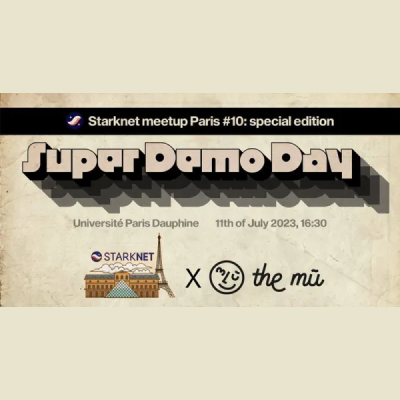 Starknet meetup Paris #10: special edition
Super Demo Day
Université Paris Dauphine 11th of July 2023, 16:30
STARKNET X mū the mū